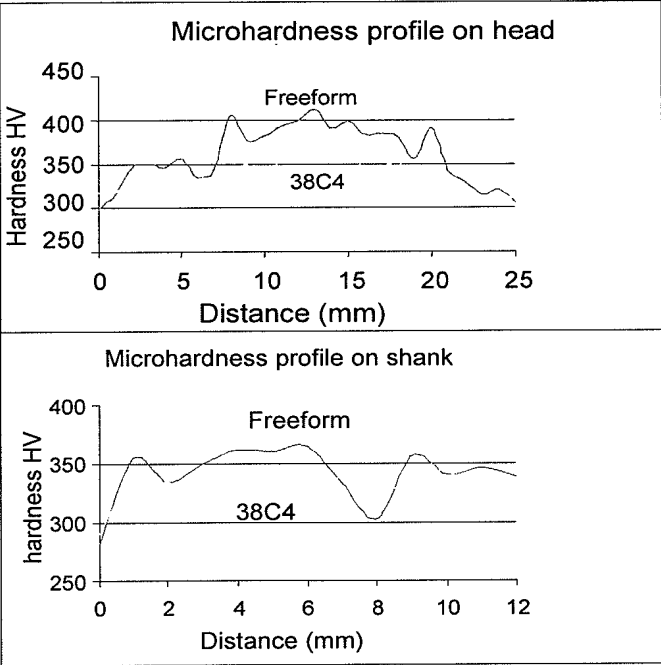 Microhardness profile on head
Hardness HV
450
400
350
300
250
Freeform
38C4
0 5 10 15 20 25
Distance (mm)
Microhardness profile on shank
hardness HV
400
350
300
250
Freeform
38C4
0 2 4 6 8 10 12
Distance (mm)